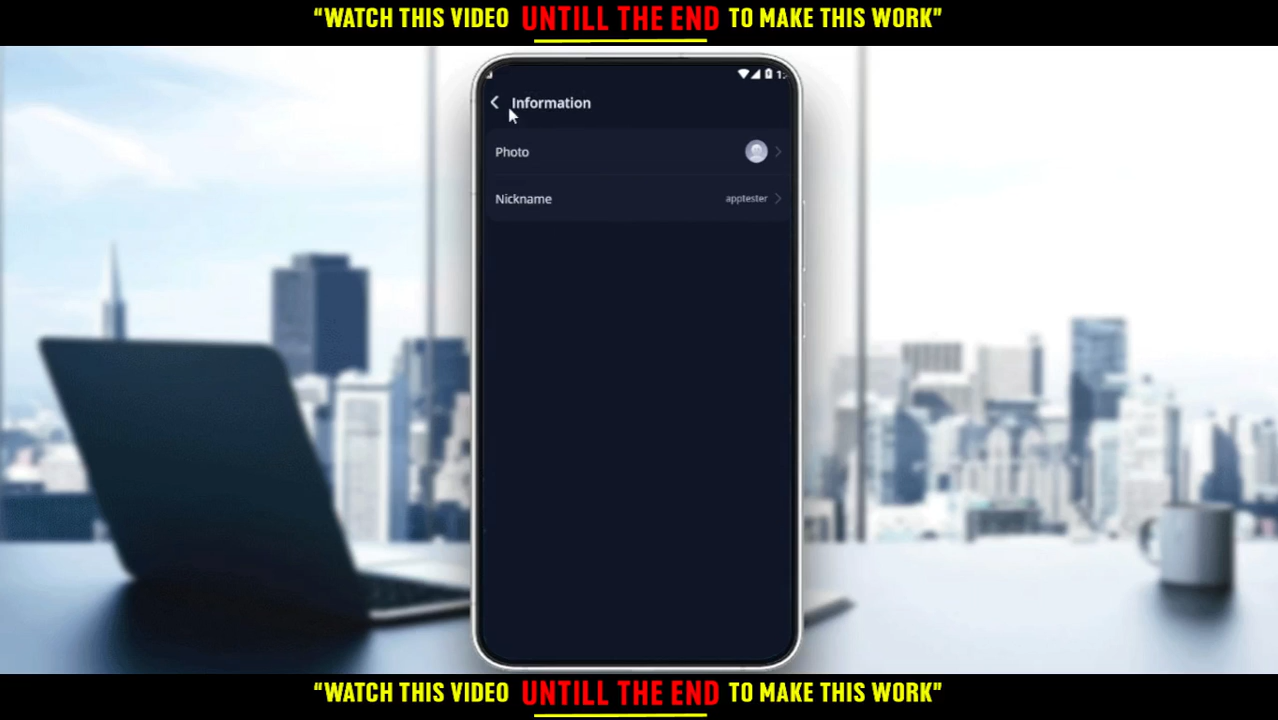 “WATCH THIS VIDEO UNTILL THE END TO MAKE THIS WORK”
Information
Photo
Nickname apptester
“WATCH THIS VIDEO UNTILL THE END TO MAKE THIS WORK”